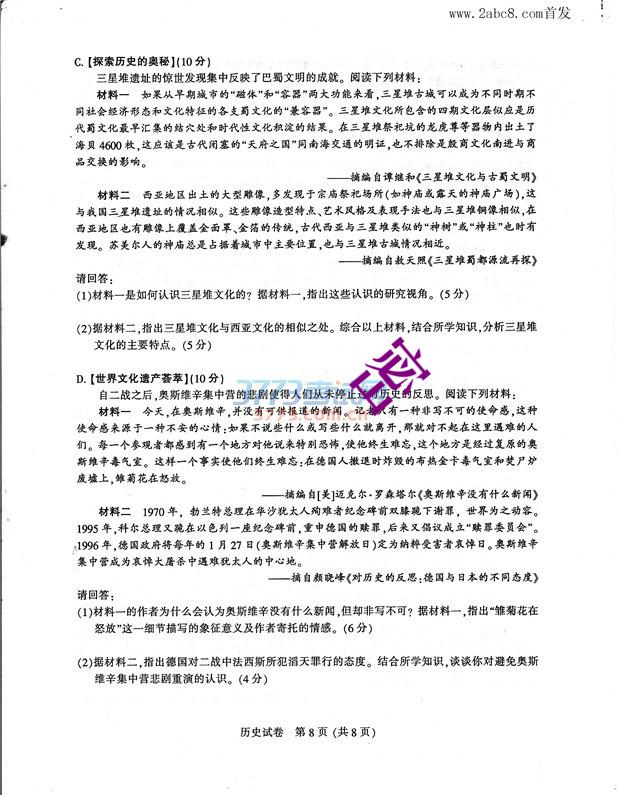 www.2abc8.com首发
C.【探索历史的奥秘】(10分)
三星堆遗址的惊世发现集中反映了巴蜀文明的成就。阅读下列材料:
材料一 如果从早期城市的“磁体”和“容器”两大功能来看,三星堆古城可以成为不同时期不
同社会经济形态和文化特征的各支蜀文化的“兼容器”。三星堆文化所包含的四期文化层似应是历
代蜀文化最早汇集的结穴处和时代性文化积淀的结果。在三星堆祭祀坑的龙虎尊等器物内出土了
海贝4600枚,这应该是古代闭塞的“天府之国”同南海交通的明证,也不排除是殷商文化南进与商
品交换的影响。
——摘编自谭继和《三星堆文化与古蜀文明》
材料二 西亚地区出土的大型雕像,多发现于宗庙祭祀场所(如神庙或露天的神庙广场),这
与我国三星堆遗址的情况相似。这些雕像造型特点、艺术风格及表现手法也与三星堆铜像相似,在
西亚地区也有雕像上覆盖金面罩、金箔的传统,古代西亚与三星堆类似的“神树”或“神柱”也时有
发现。苏美尔人的神庙总是占据着城市中主要位置,也与三星堆古城情况相近。
——摘编自敖天照《三星堆蜀都源流再探》
请回答:
(1)材料一是如何认识三星堆文化的?据材料一,指出这些认识的研究视角。(5分)
(2)据材料二,指出三星堆文化与西亚文化的相似之处。综合以上材料,结合所学知识,分析三星堆
文化的主要特点。(5分)
密
D.【世界文化遗产荟萃】(10分)
3773考试网
3773.com.cn
自二战之后,奥斯维辛集中营的悲剧使得人们从未停止过对历史的反思。阅读下列材料:
材料一 今天,在奥斯维辛,并没有可供报道的新闻。记者只有一种非写不可的使命感,这种
使命感来源于一种不安的心情:如果不说些什么或写些什么就离开,那就对不起在这里遇难的人
们。每一个参观者都感到有一个地方对他说来特别恐怖,使他终生难忘,这个地方是经过复原的奥
斯维辛毒气室。这样一个事实使他们终生难忘:在德国人撤退时炸毁的布热金卡毒气室和焚尸炉
废墟上,雏菊花在怒放。
——摘编自[美]迈克尔·罗森塔尔《奥斯维辛没有什么新闻》
材料二 1970年,勃兰特总理在华沙犹太人殉难者纪念碑前双膝跪下谢罪,世界为之动容。
1995年,科尔总理又跪在以色列一座纪念碑前,重申德国的赎罪,后来又倡议成立“赎罪委员会”。
1996年,德国政府将每年的1月27日(奥斯维辛集中营解放日)定为纳粹受害者哀悼日。奥斯维辛
集中营成为哀悼大屠杀中遇难犹太人的中心地。
——摘自颜晓峰《对历史的反思:德国与日本的不同态度》
请回答:
(1)材料一的作者为什么会认为奥斯维辛没有什么新闻,但却非写不可?据材料一,指出“雏菊花在
怒放”这一细节描写的象征意义及作者寄托的情感。(6分)
(2)据材料二,指出德国对二战中法西斯所犯滔天罪行的态度。结合所学知识,谈谈你对避免奥斯
维辛集中营悲剧重演的认识。(4分)
历史试卷 第8页(共8页)